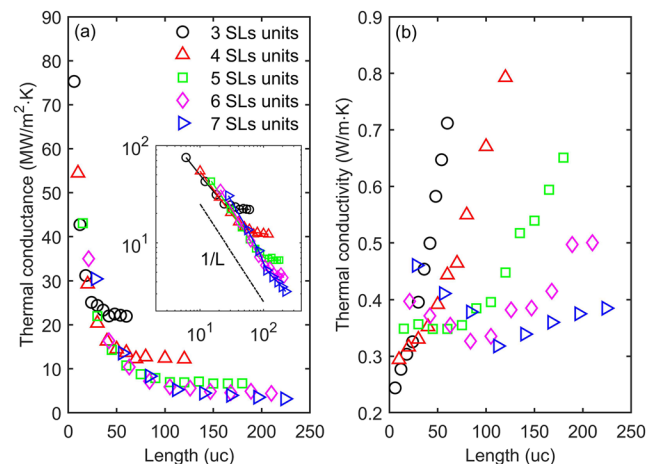 (a)
3 SLs units
4 SLs units
5 SLs units
6 SLs units
7 SLs units
Thermal conductance (MW/m²·K)
90
80
70
60
50
40
30
20
10
0
0 50 100 150 200 250
Length (uc)
10²
10¹
10¹ 10²
1/L
(b)
Thermal conductivity (W/m·K)
0.9
0.8
0.7
0.6
0.5
0.4
0.3
0.2
0 50 100 150 200 250
Length (uc)